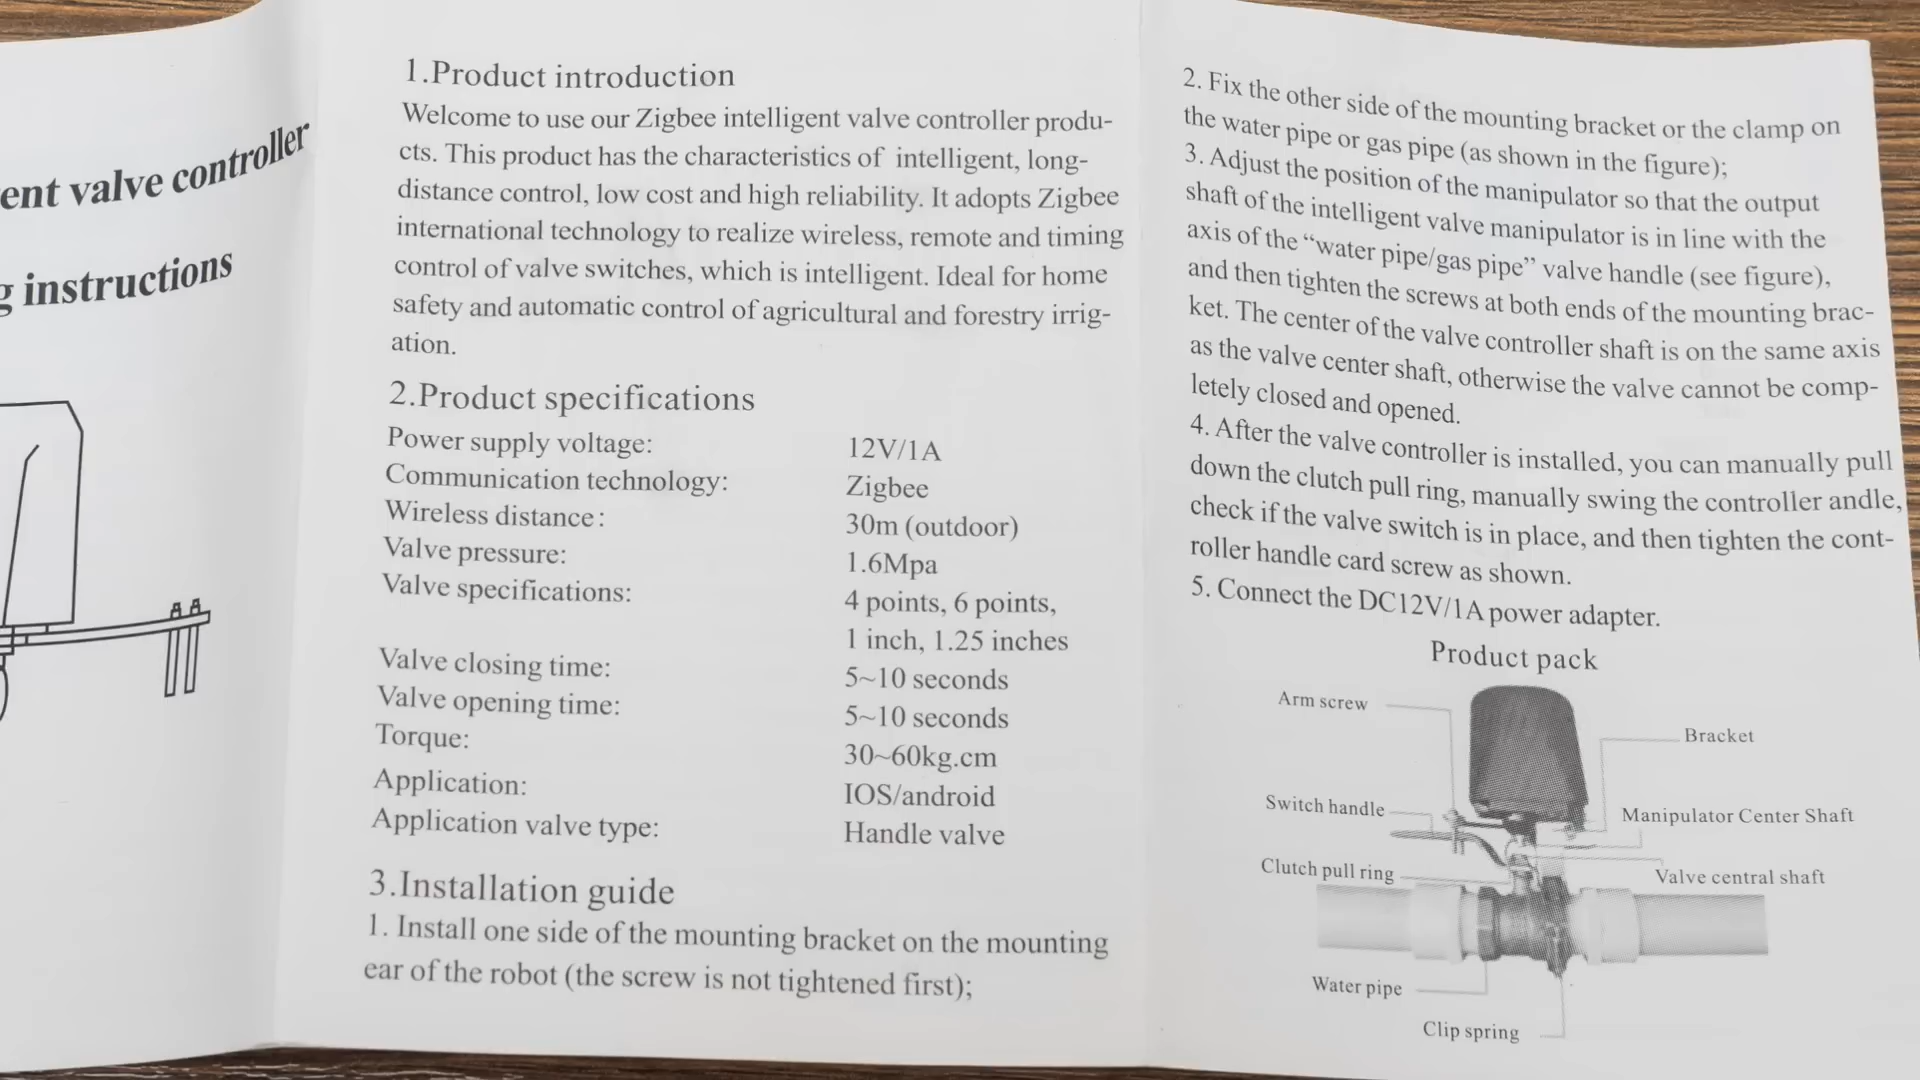 ent valve controller
g instructions
1.Product introduction
Welcome to use our Zigbee intelligent valve controller produ-
cts. This product has the characteristics of intelligent, long-
distance control, low cost and high reliability. It adopts Zigbee
international technology to realize wireless, remote and timing
control of valve switches, which is intelligent. Ideal for home
safety and automatic control of agricultural and forestry irrig-
ation.
2.Product specifications
Power supply voltage: 12V/1A
Communication technology: Zigbee
Wireless distance: 30m (outdoor)
Valve pressure: 1.6Mpa
Valve specifications: 4 points, 6 points,
1 inch, 1.25 inches
Valve closing time: 5~10 seconds
Valve opening time: 5~10 seconds
Torque: 30~60kg.cm
Application: IOS/android
Application valve type: Handle valve
3.Installation guide
1. Install one side of the mounting bracket on the mounting
ear of the robot (the screw is not tightened first);
2. Fix the other side of the mounting bracket or the clamp on
the water pipe or gas pipe (as shown in the figure);
3. Adjust the position of the manipulator so that the output
shaft of the intelligent valve manipulator is in line with the
axis of the “water pipe/gas pipe” valve handle (see figure),
and then tighten the screws at both ends of the mounting brac-
ket. The center of the valve controller shaft is on the same axis
as the valve center shaft, otherwise the valve cannot be comp-
letely closed and opened.
4. After the valve controller is installed, you can manually pull
down the clutch pull ring, manually swing the controller andle,
check if the valve switch is in place, and then tighten the cont-
roller handle card screw as shown.
5. Connect the DC12V/1A power adapter.
Product pack
Arm screw
Bracket
Switch handle
Manipulator Center Shaft
Clutch pull ring
Valve central shaft
Water pipe
Clip spring